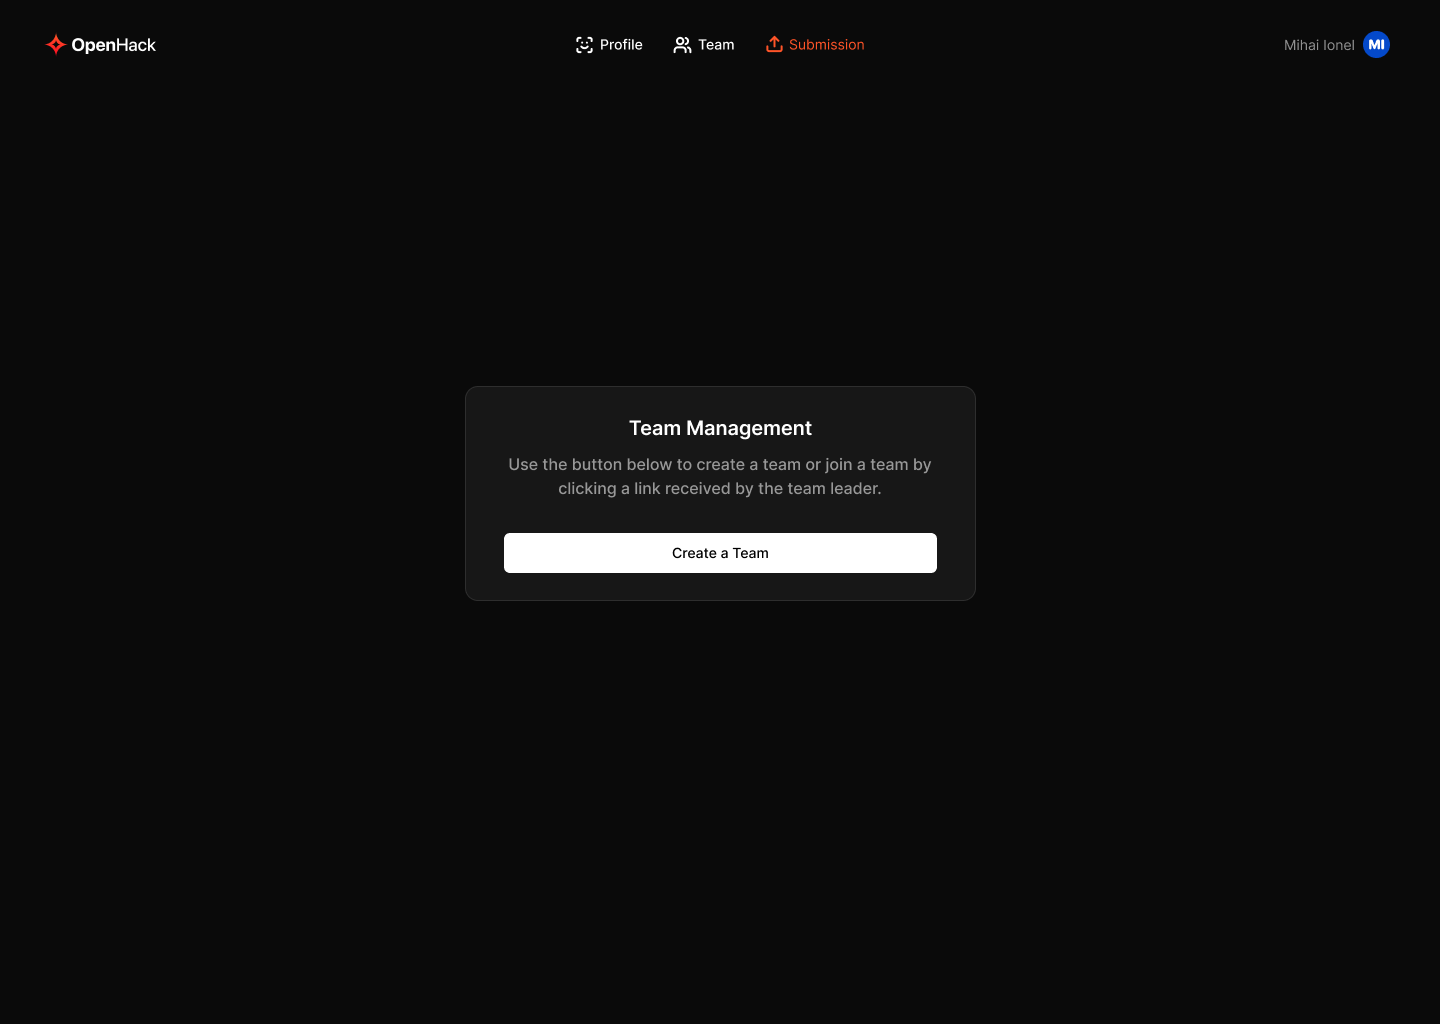 OpenHack
Profile
Team
Submission
Mihai Ionel
MI
Team Management
Use the button below to create a team or join a team by
clicking a link received by the team leader.
Create a Team